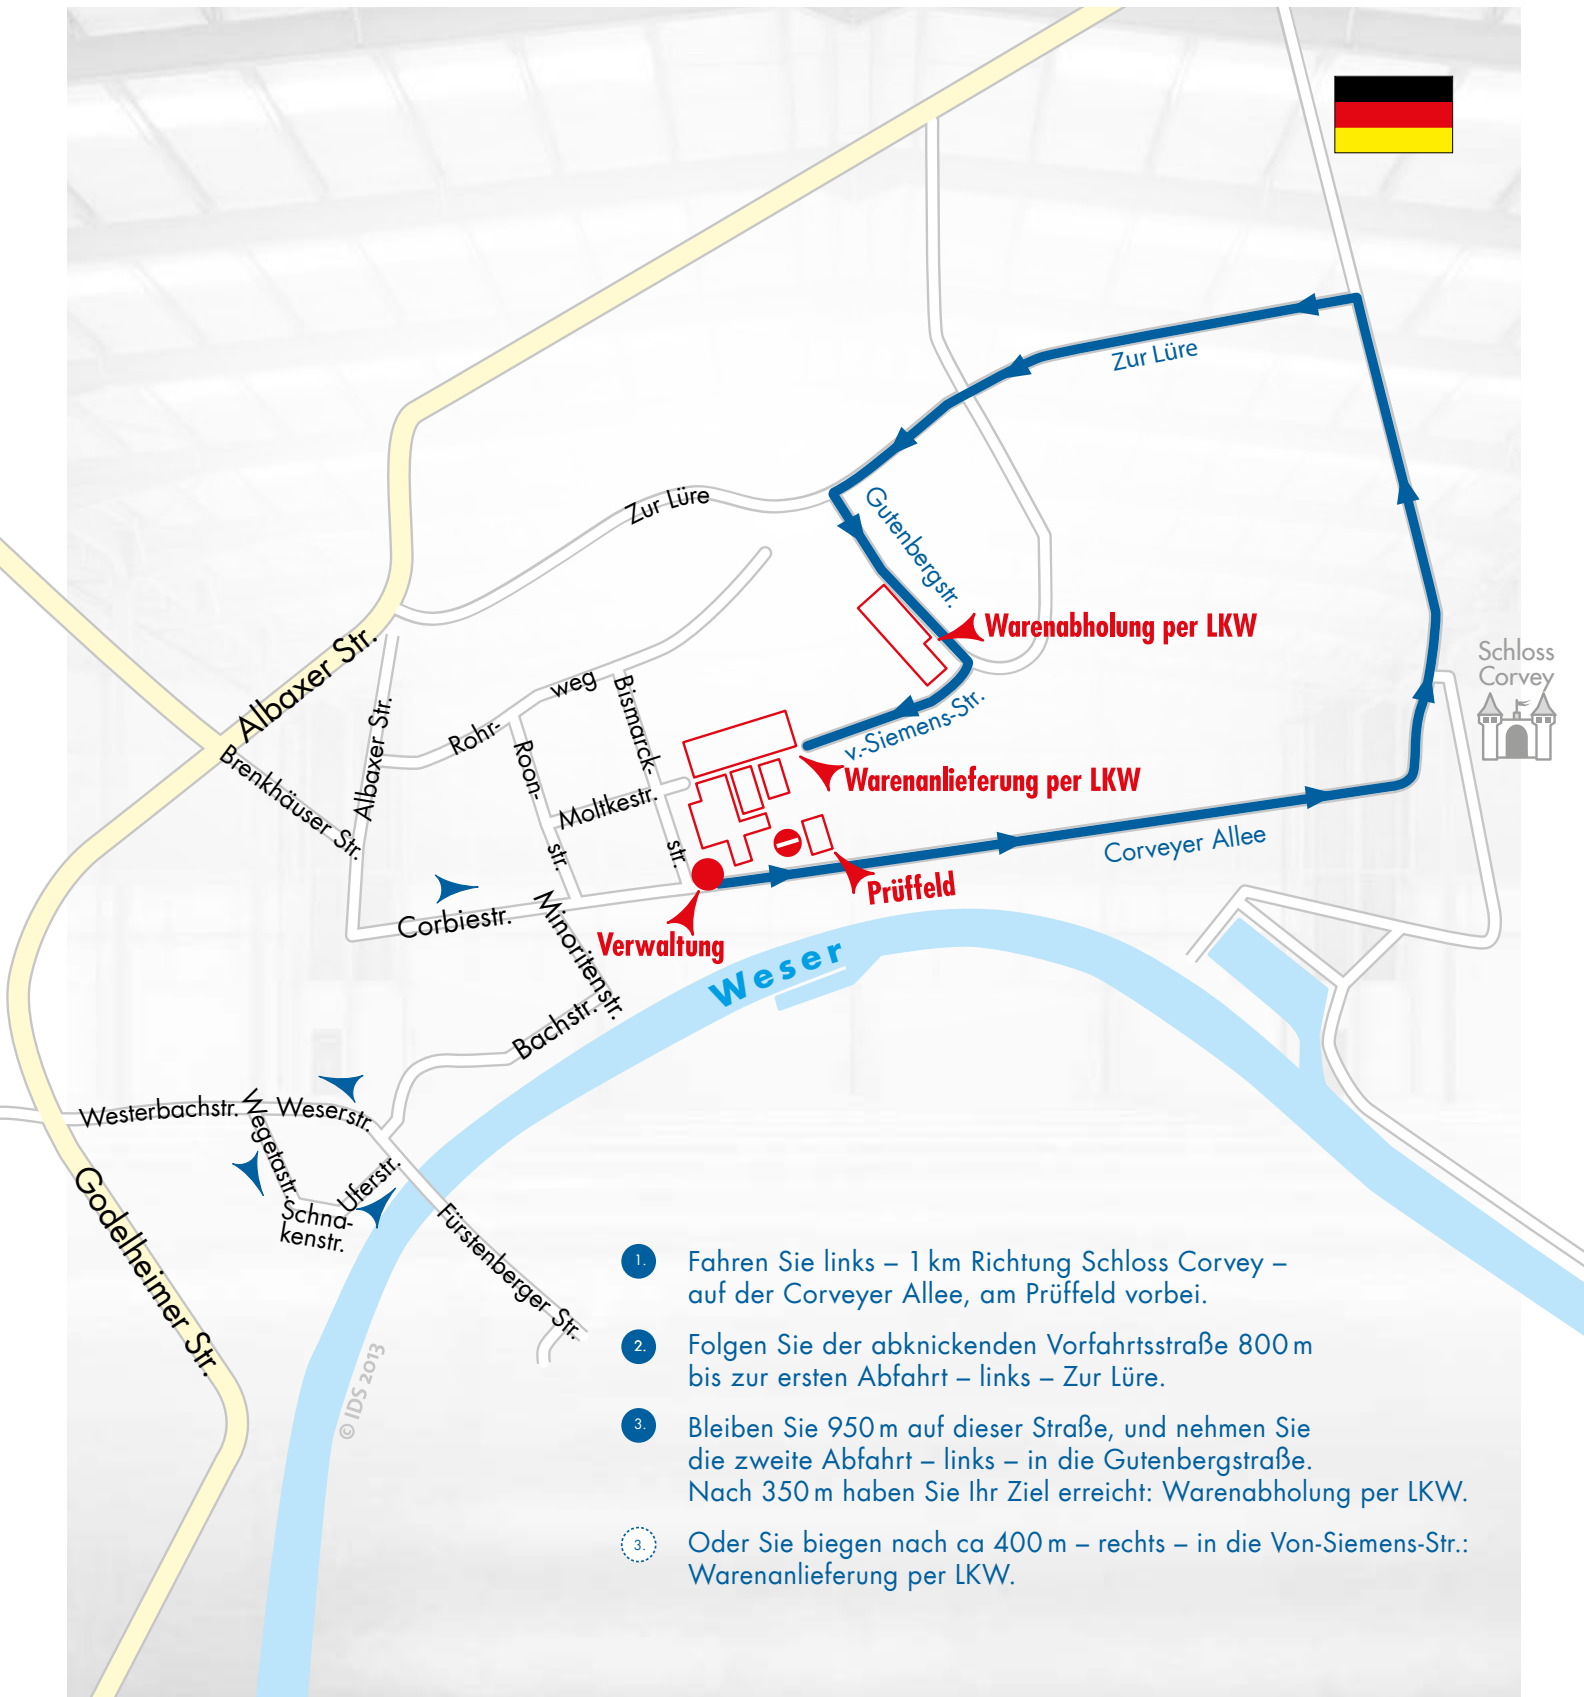 Zur Lüre
Zur Lüre
Gutenbergstr.
Warenabholung per LKW
Albaxer Str.
Schloss
Corvey
weg
Bismarck-
str.
Rohr-
Albaxer Str.
v.-Siemens-Str.
Roon-
str.
Brenkhäuser Str.
Warenanlieferung per LKW
Moltkestr.
Corveyer Allee
Prüffeld
Corbiestr.
Minoritenstr.
Verwaltung
Weser
Bachstr.
Westerbachstr.
Wegetastr.
Weserstr.
Uferstr.
Schna-
kenstr.
Godelheimer Str.
Fürstenberger Str.
© IDS 2013
1. Fahren Sie links – 1 km Richtung Schloss Corvey –
auf der Corveyer Allee, am Prüffeld vorbei.
2. Folgen Sie der abknickenden Vorfahrtsstraße 800 m
bis zur ersten Abfahrt – links – Zur Lüre.
3. Bleiben Sie 950 m auf dieser Straße, und nehmen Sie
die zweite Abfahrt – links – in die Gutenbergstraße.
Nach 350 m haben Sie Ihr Ziel erreicht: Warenabholung per LKW.
3. Oder Sie biegen nach ca 400 m – rechts – in die Von-Siemens-Str.:
Warenanlieferung per LKW.